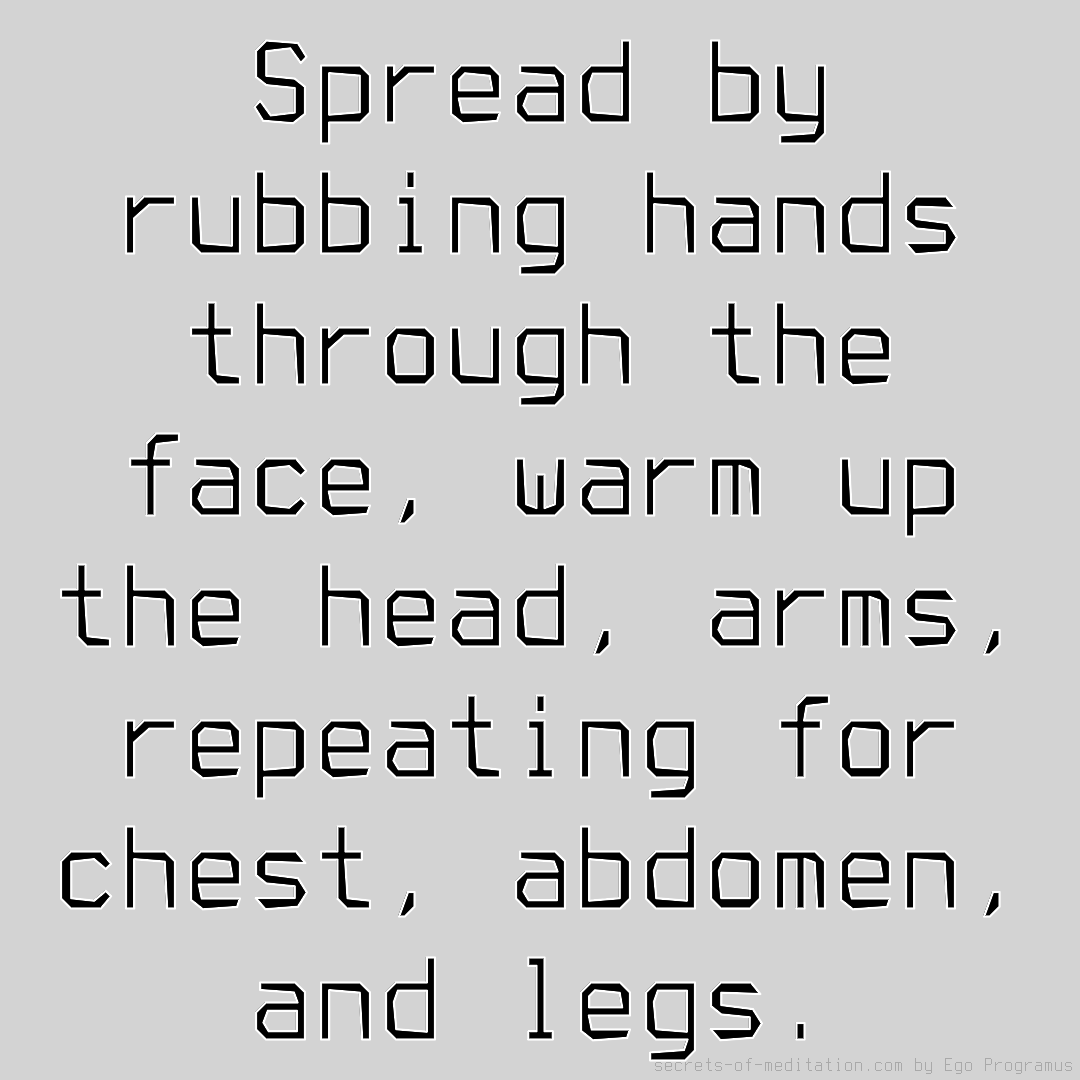 Spread by
rubbing hands
through the
face, warm up
the head, arms,
repeating for
chest, abdomen,
and legs.
secrets-of-meditation.com by Ego Programus